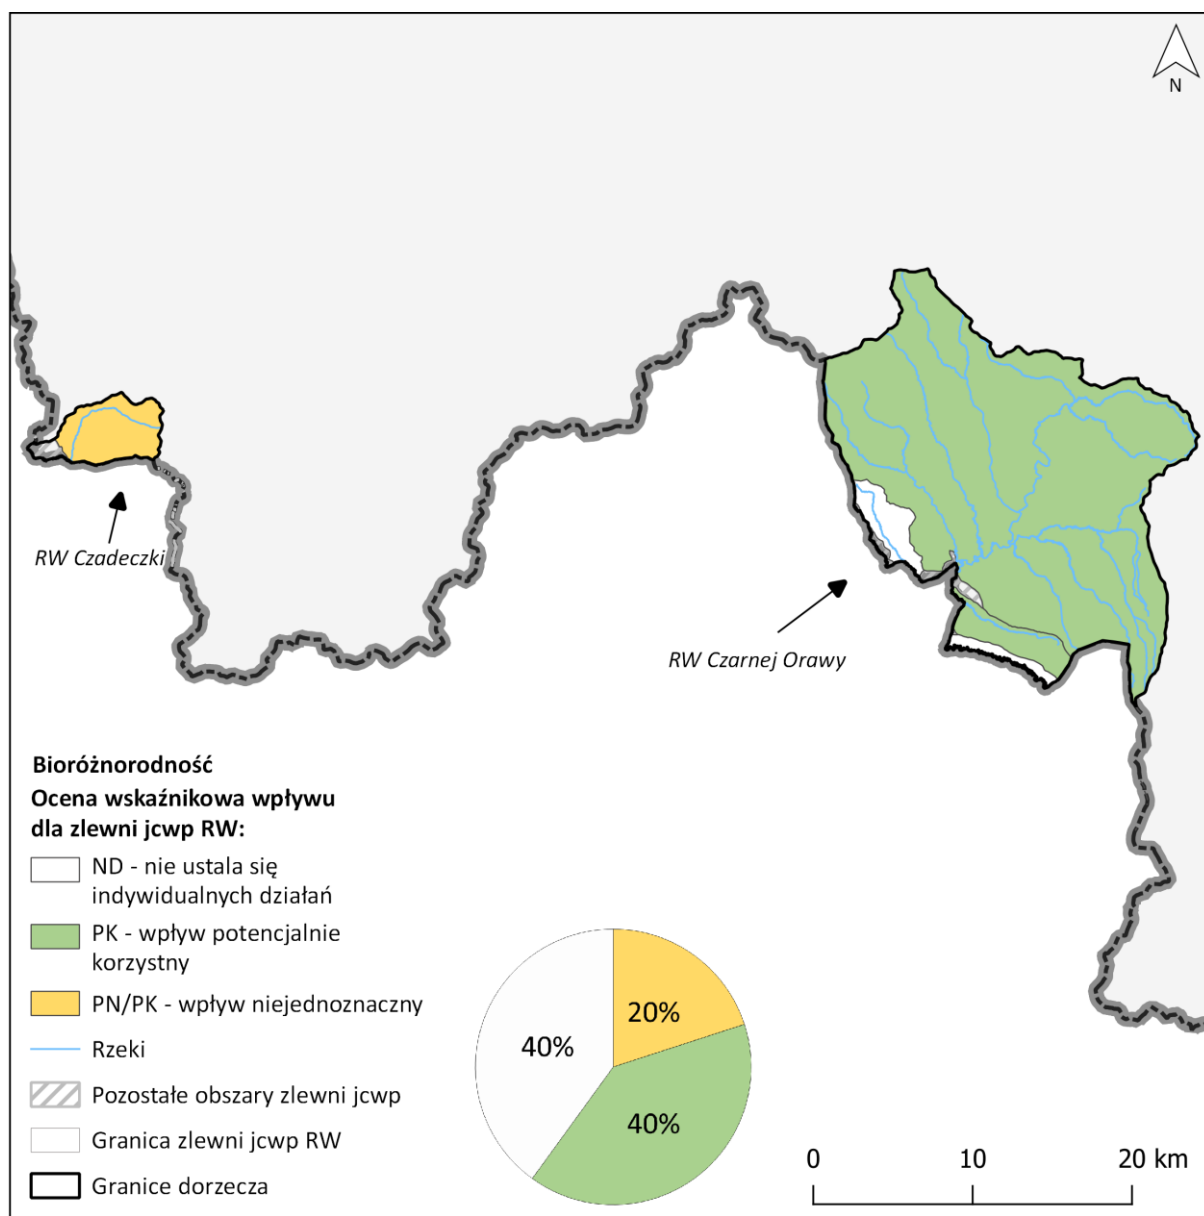 N
RW Czadeczki
RW Czarnej Orawy
Bioróżnorodność
Ocena wskaźnikowa wpływu
dla zlewni jcwp RW:
ND - nie ustala się
indywidualnych działań
PK - wpływ potencjalnie
korzystny
PN/PK - wpływ niejednoznaczny
Rzeki
Pozostałe obszary zlewni jcwp
Granica zlewni jcwp RW
Granice dorzecza
20%
40%
40%
0 10 20 km